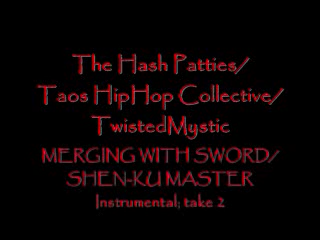 The Hash Patties/
Taos HipHop Collective/
TwistedMystic
MERGING WITH SWORD/
SHEN-KU MASTER
Instrumental; take 2